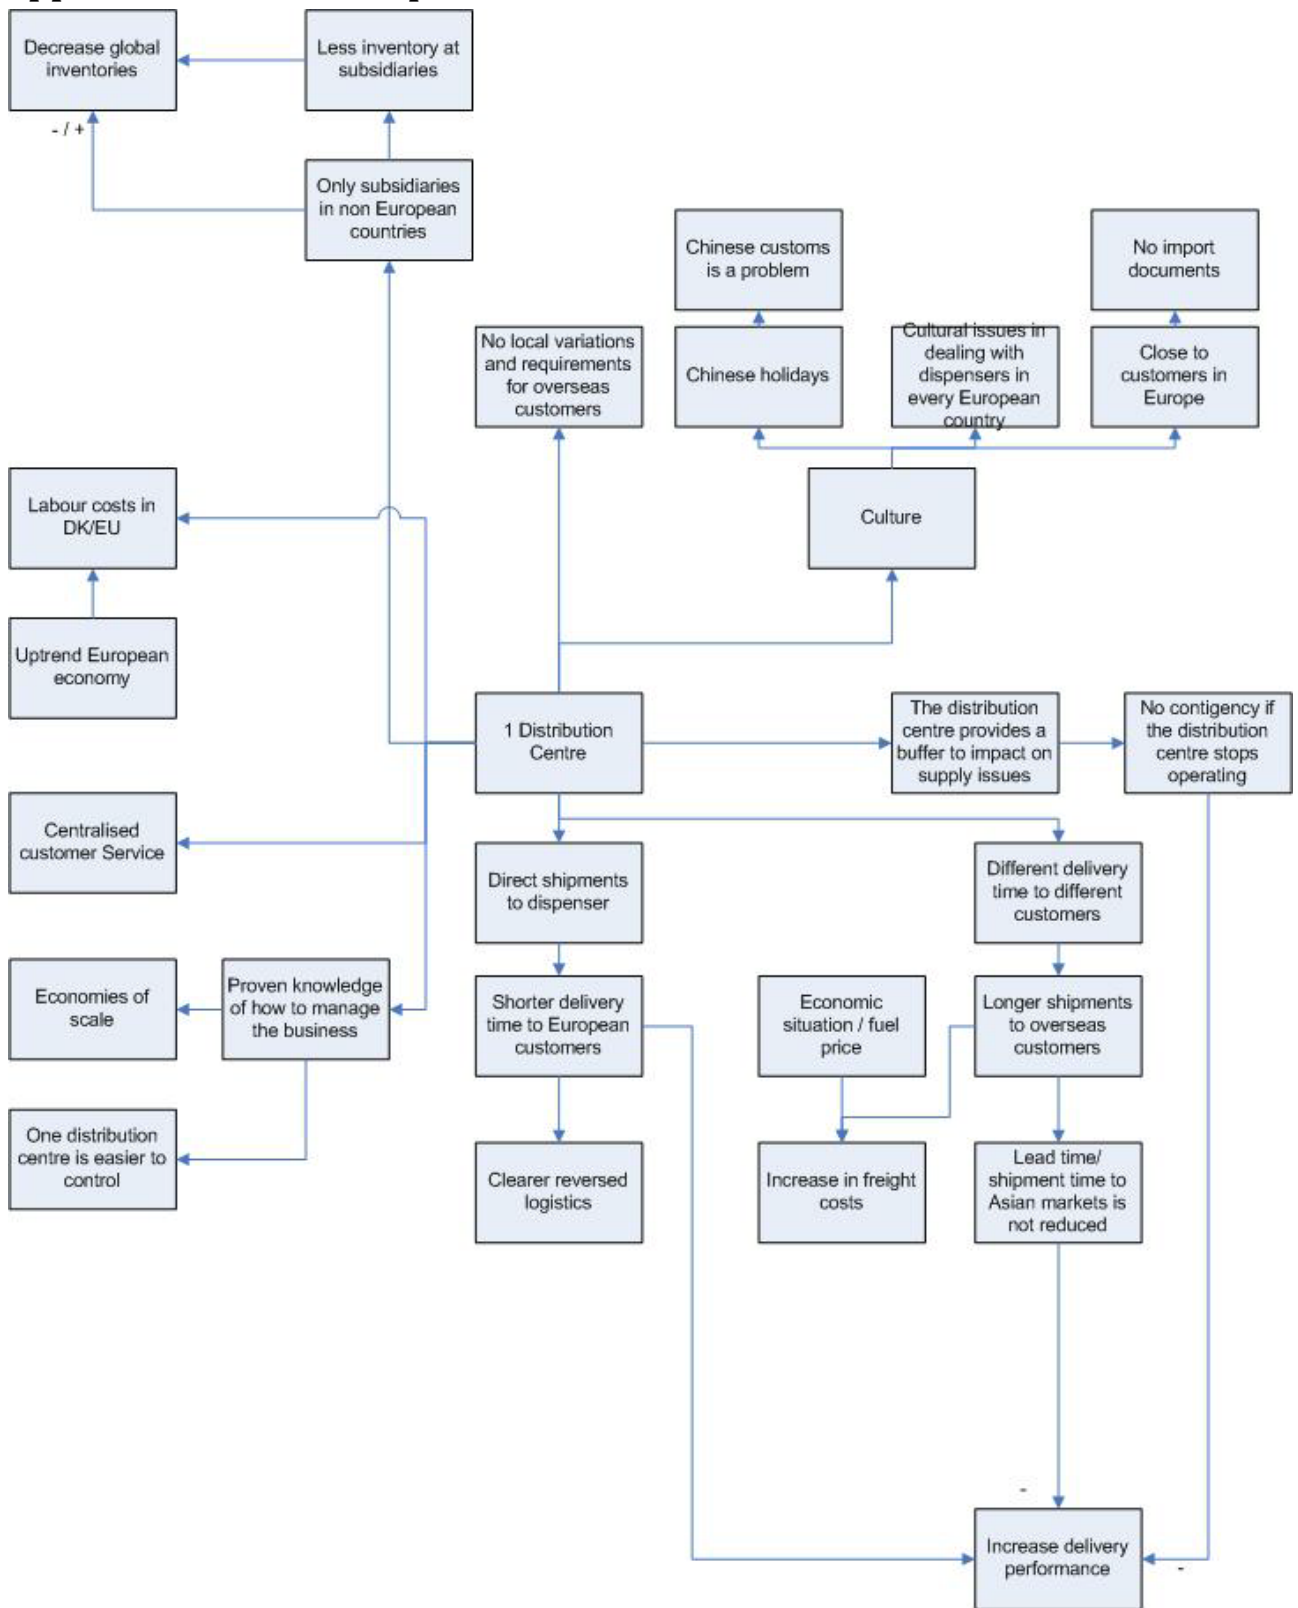 Decrease global
inventories
Less inventory at
subsidiaries
- / +
Only subsidiaries
in non European
countries
Chinese customs
is a problem
No import
documents
No local variations
and requirements
for overseas
customers
Chinese holidays
Cultural issues in
dealing with
dispensers in
every European
country
Close to
customers in
Europe
Labour costs in
DK/EU
Culture
Uptrend European
economy
1 Distribution
Centre
The distribution
centre provides a
buffer to impact on
supply issues
No contigency if
the distribution
centre stops
operating
Centralised
customer Service
Direct shipments
to dispenser
Different delivery
time to different
customers
Economies of
scale
Proven knowledge
of how to manage
the business
Shorter delivery
time to European
customers
Economic
situation / fuel
price
Longer shipments
to overseas
customers
One distribution
centre is easier to
control
Clearer reversed
logistics
Increase in freight
costs
Lead time/
shipment time to
Asian markets is
not reduced
-
Increase delivery
performance
-